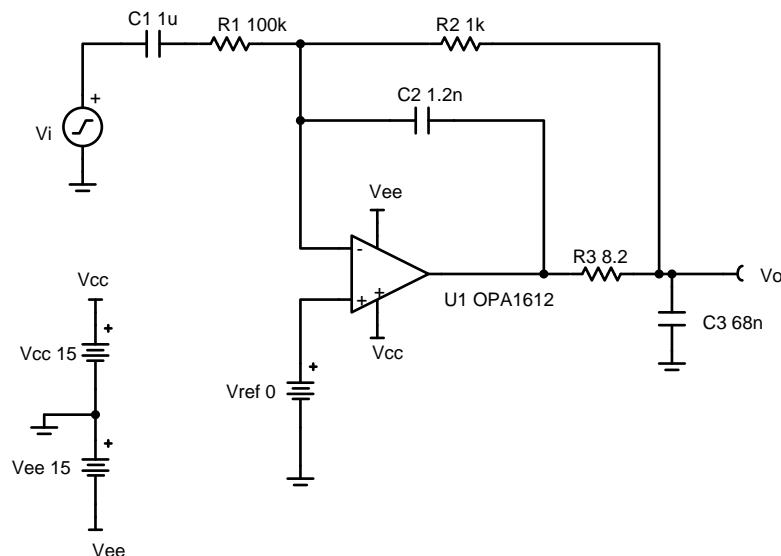 C1 1u
R1 100k
R2 1k
C2 1.2n
+
Vi
Vee
-
+
+
U1 OPA1612
R3 8.2
Vo
C3 68n
Vcc
Vcc
+
Vcc 15
+
Vref 0
+
Vee 15
Vee